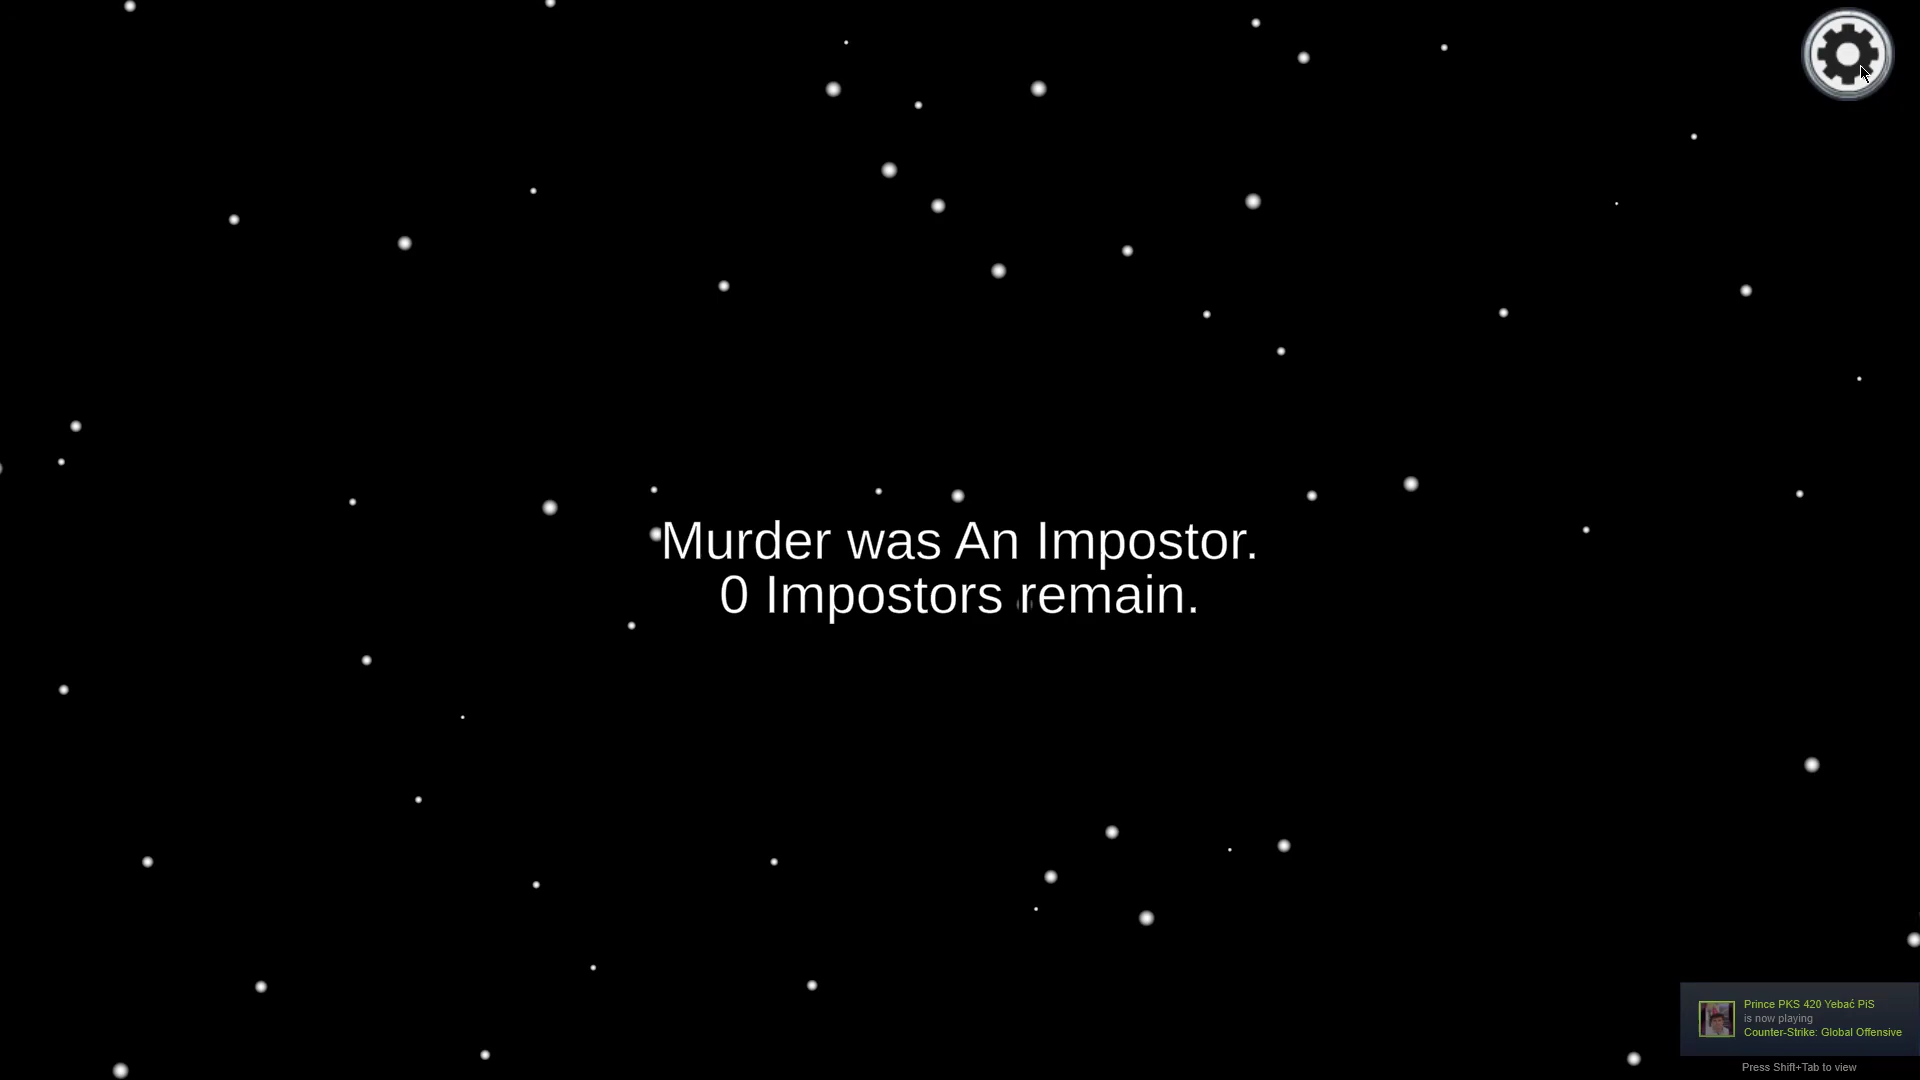 Murder was An Impostor.
0 Impostors remain.
Prince PKS 420 Yebać PiS
is now playing
Counter-Strike: Global Offensive
Press Shift+Tab to view